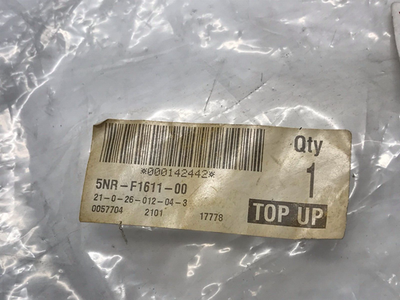 Qty
*000142442*
5NR-F1611-00
1
21-0-26-012-04-3
0057704 2101 17778
TOP UP